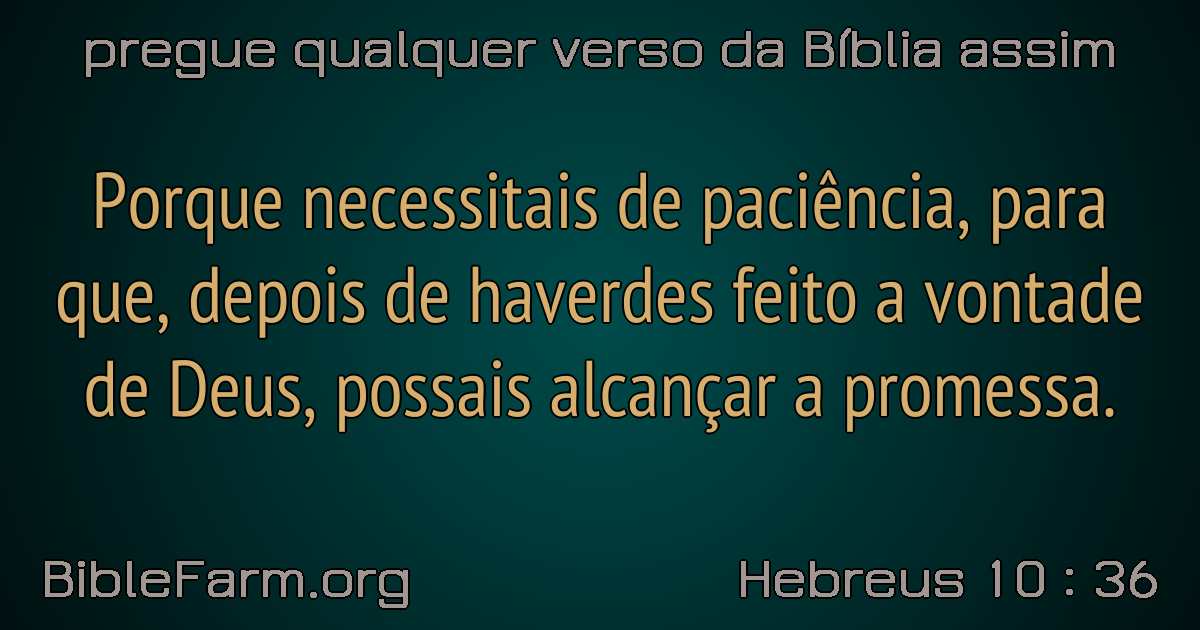 pregue qualquer verso da Bíblia assim
Porque necessitais de paciência, para
que, depois de haverdes feito a vontade
de Deus, possais alcançar a promessa.
BibleFarm.org
Hebreus 10 : 36